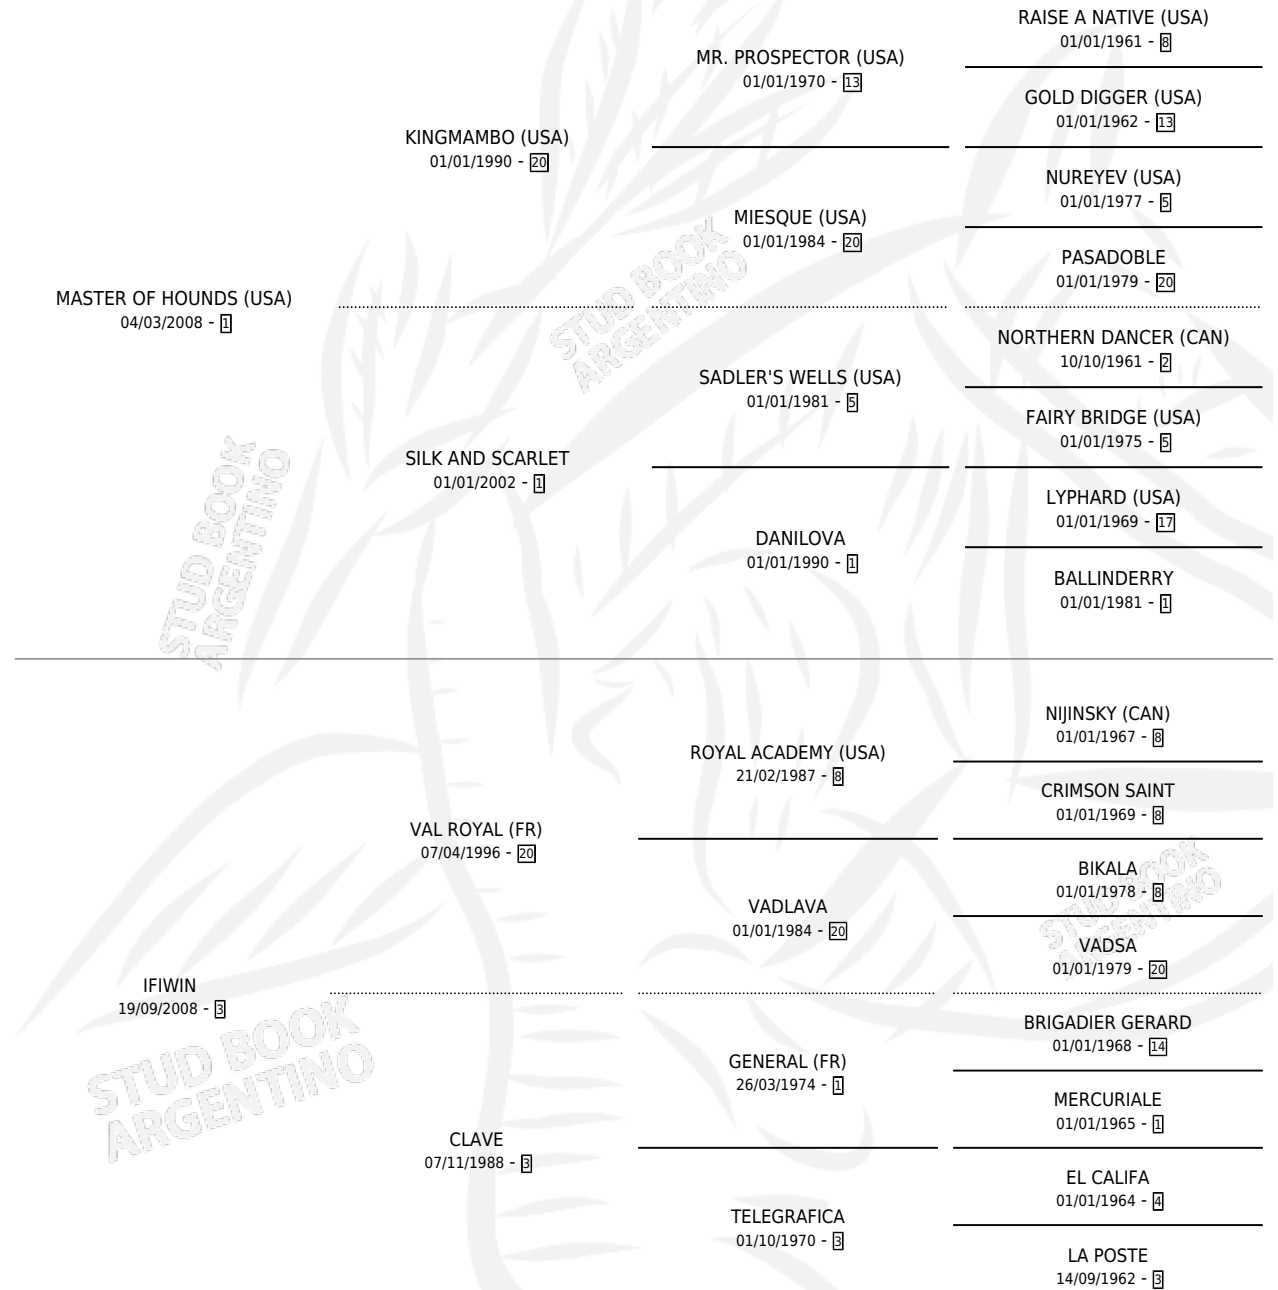 RAISE A NATIVE (USA)
01/01/1961 - 8
MR. PROSPECTOR (USA)
01/01/1970 - 13
GOLD DIGGER (USA)
01/01/1962 - 13
KINGMAMBO (USA)
01/01/1990 - 20
NUREYEV (USA)
01/01/1977 - 5
MIESQUE (USA)
01/01/1984 - 20
PASADOBLE
01/01/1979 - 20
MASTER OF HOUNDS (USA)
04/03/2008 - 1
NORTHERN DANCER (CAN)
10/10/1961 - 2
SADLER'S WELLS (USA)
01/01/1981 - 5
FAIRY BRIDGE (USA)
01/01/1975 - 5
SILK AND SCARLET
01/01/2002 - 1
LYPHARD (USA)
01/01/1969 - 17
DANILOVA
01/01/1990 - 1
BALLINDERRY
01/01/1981 - 1
NIJINSKY (CAN)
01/01/1967 - 8
ROYAL ACADEMY (USA)
21/02/1987 - 8
CRIMSON SAINT
01/01/1969 - 8
VAL ROYAL (FR)
07/04/1996 - 20
BIKALA
01/01/1978 - 8
VADLAVA
01/01/1984 - 20
VADSA
01/01/1979 - 20
IFIWIN
19/09/2008 - 3
BRIGADIER GERARD
01/01/1968 - 14
GENERAL (FR)
26/03/1974 - 1
MERCURIALE
01/01/1965 - 1
CLAVE
07/11/1988 - 3
EL CALIFA
01/01/1964 - 4
TELEGRAFICA
01/10/1970 - 3
LA POSTE
14/09/1962 - 3
STUD BOOK
ARGENTINO
STUD BOOK
ARGENTINO
STUD BOOK
ARGENTINO
STUD BOOK
ARGENTINO